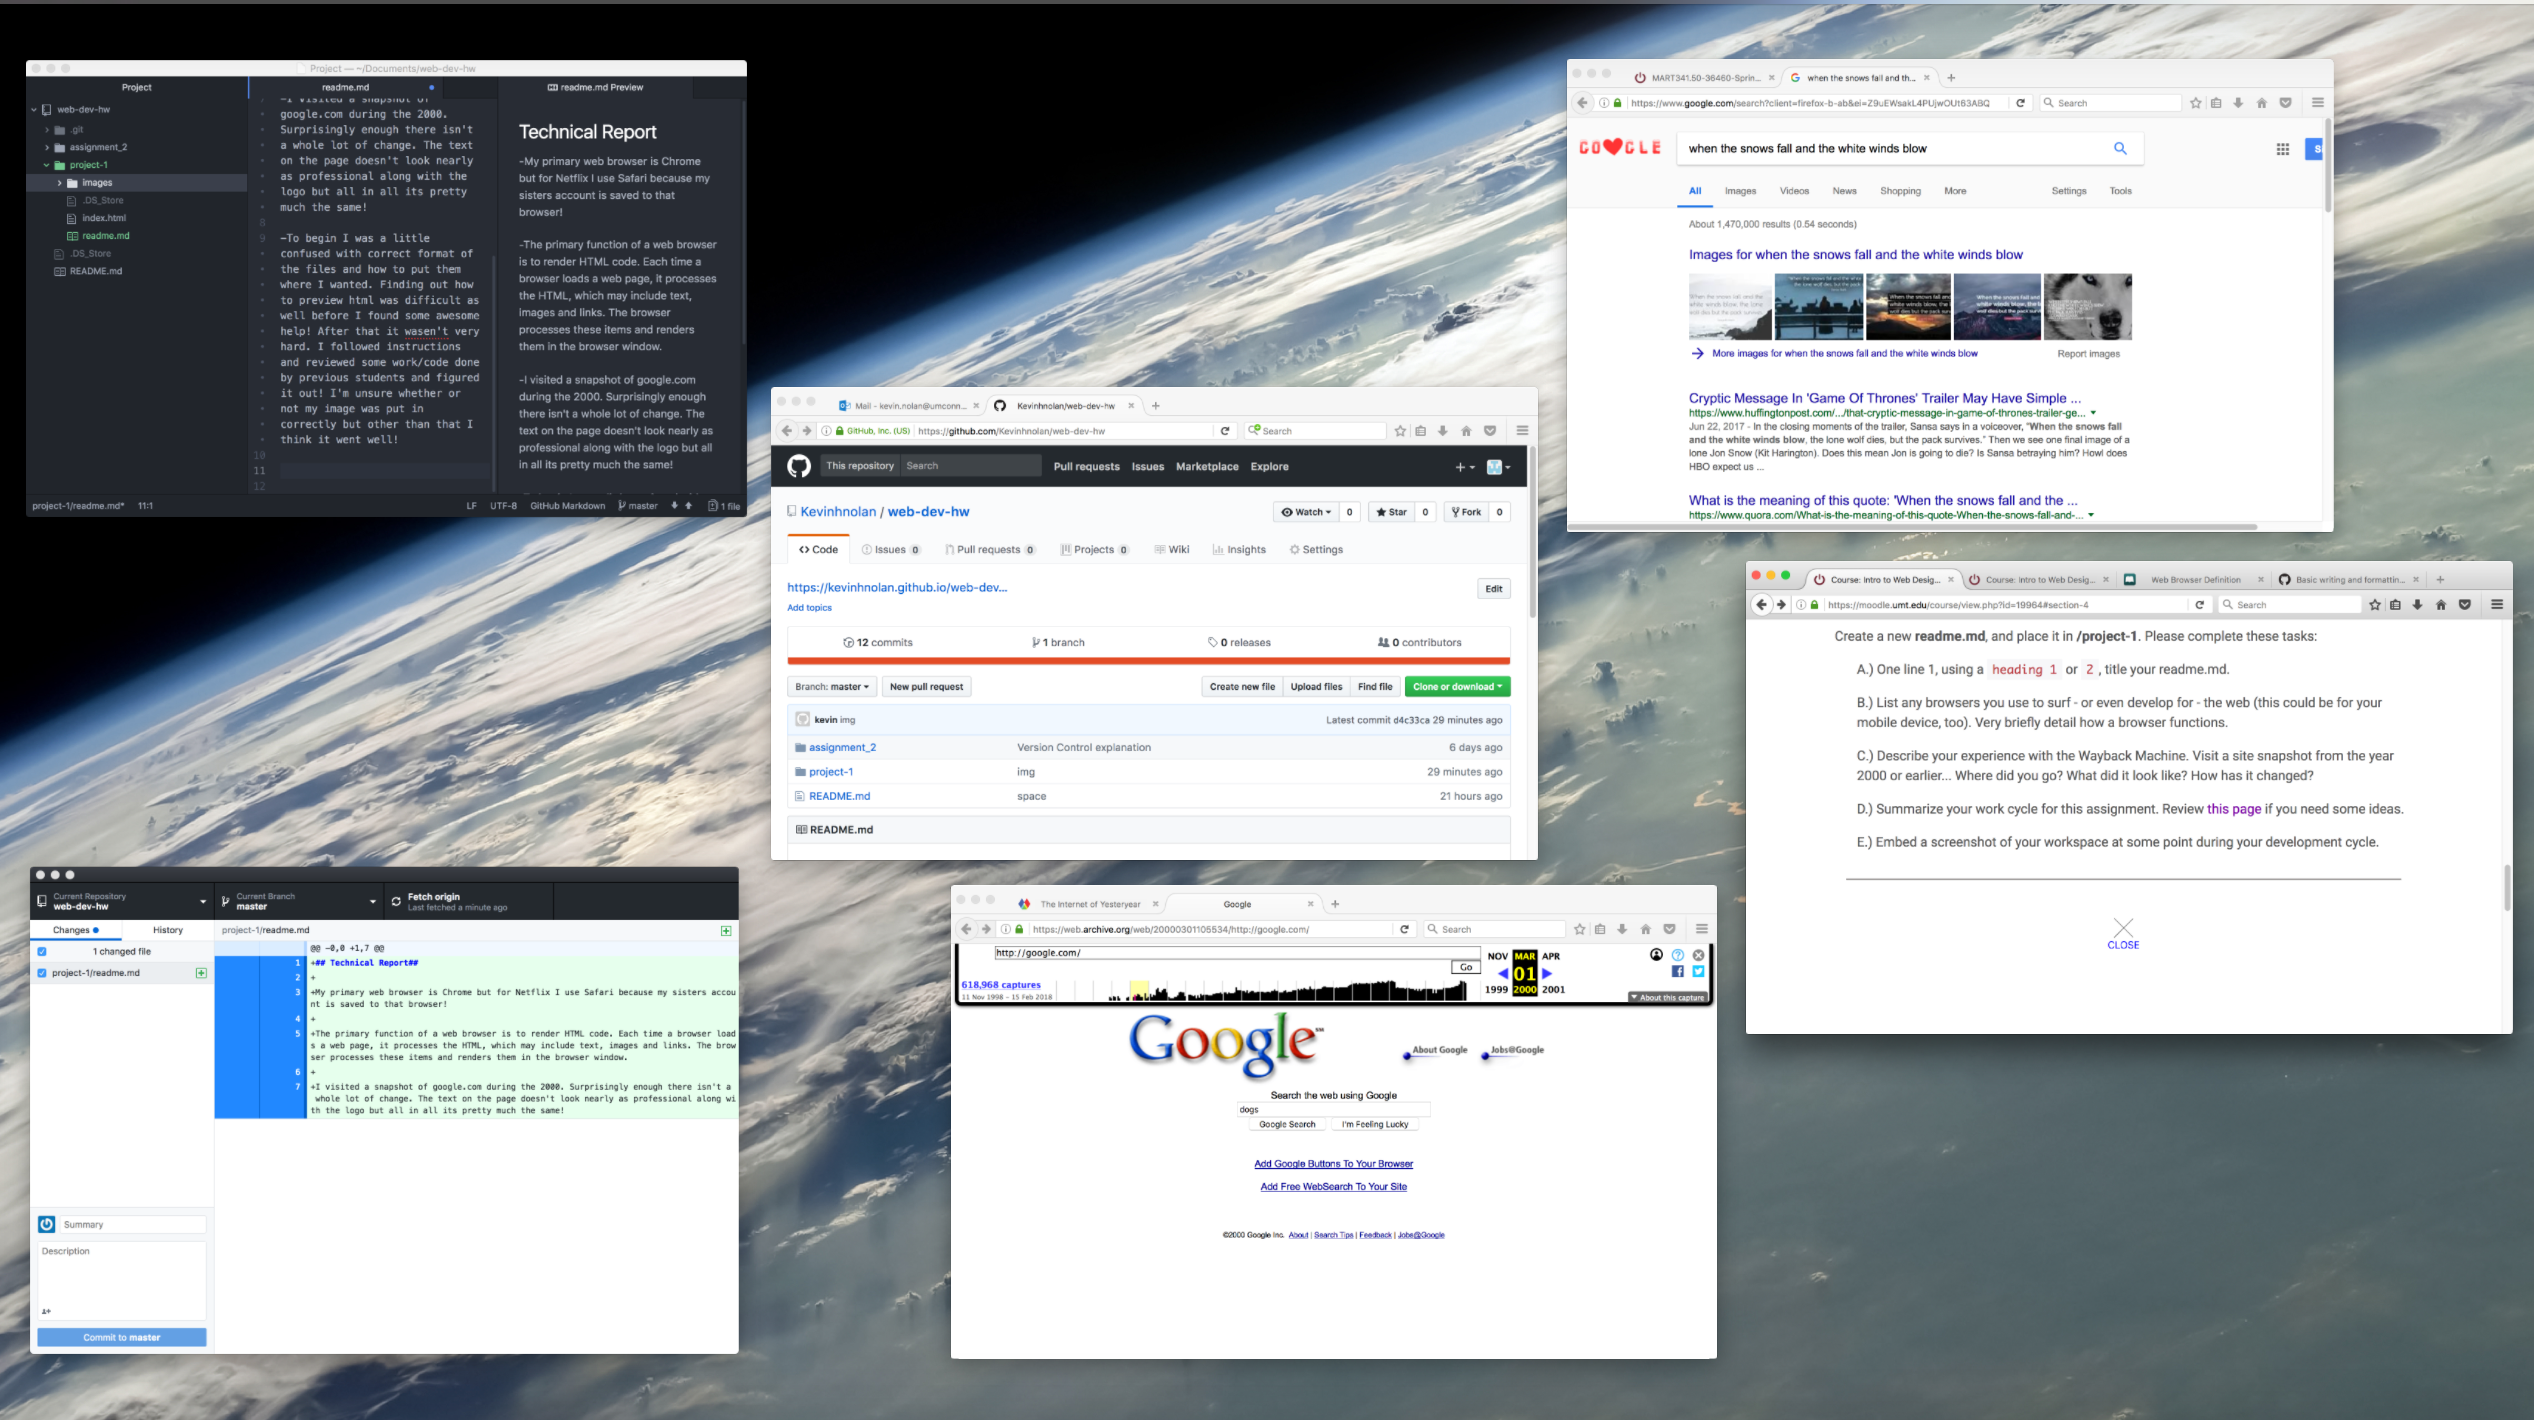 Project — ~/Documents/web-dev-hw
Project
readme.md
readme.md Preview
web-dev-hw
.git
assignment_2
project-1
images
.DS_Store
index.html
readme.md
.DS_Store
README.md
7 -I visited a snapshot of
google.com during the 2000.
Surprisingly enough there isn't
a whole lot of change. The text
on the page doesn't look nearly
as professional along with the
logo but all in all its pretty
much the same!
8
9 -To begin I was a little
confused with correct format of
the files and how to put them
where I wanted. Finding out how
to preview html was difficult as
well before I found some awesome
help! After that it wasen't very
hard. I followed instructions
and reviewed some work/code done
by previous students and figured
it out! I'm unsure whether or
not my image was put in
correctly but other than that I
think it went well!
10
11
12
Technical Report
-My primary web browser is Chrome
but for Netflix I use Safari because my
sisters account is saved to that
browser!
-The primary function of a web browser
is to render HTML code. Each time a
browser loads a web page, it processes
the HTML, which may include text,
images and links. The browser
processes these items and renders
them in the browser window.
-I visited a snapshot of google.com
during the 2000. Surprisingly enough
there isn't a whole lot of change. The
text on the page doesn't look nearly as
professional along with the logo but all
in all its pretty much the same!
project-1/readme.md* 11:1
LF UTF-8 GitHub Markdown master 1 file
MART341.50-36460-Sprin...
when the snows fall and th...
https://www.google.com/search?client=firefox-b-ab&ei=Z9uEWsakL4PUjwOUt63ABQ
Search
GO GLE
when the snows fall and the white winds blow
All Images Videos News Shopping More Settings Tools
About 1,470,000 results (0.54 seconds)
Images for when the snows fall and the white winds blow
More images for when the snows fall and the white winds blow
Report images
Cryptic Message In 'Game Of Thrones' Trailer May Have Simple ...
https://www.huffingtonpost.com/.../that-cryptic-message-in-game-of-thrones-trailer-ge...
Jun 22, 2017 - In the closing moments of the trailer, Sansa says in a voiceover, "When the snows fall
and the white winds blow, the lone wolf dies, but the pack survives." Then we see one final image of a
lone Jon Snow (Kit Harington). Does this mean Jon is going to die? Is Sansa betraying him? Howl does
HBO expect us ...
What is the meaning of this quote: 'When the snows fall and the ...
https://www.quora.com/What-is-the-meaning-of-this-quote-When-the-snows-fall-and-...
Mail - kevin.nolan@umconn...
Kevinhnolan/web-dev-hw
GitHub, Inc. (US) https://github.com/Kevinhnolan/web-dev-hw
Search
This repository Search
Pull requests Issues Marketplace Explore
Kevinhnolan / web-dev-hw
Watch 0 Star 0 Fork 0
Code Issues 0 Pull requests 0 Projects 0 Wiki Insights Settings
https://kevinhnolan.github.io/web-dev...
Edit
Add topics
12 commits 1 branch 0 releases 0 contributors
Branch: master New pull request Create new file Upload files Find file Clone or download
kevin img Latest commit d4c33ca 29 minutes ago
assignment_2 Version Control explanation 6 days ago
project-1 img 29 minutes ago
README.md space 21 hours ago
README.md
Course: Intro to Web Desig...
Course: Intro to Web Desig...
Web Browser Definition
Basic writing and formattin...
https://moodle.umt.edu/course/view.php?id=19964#section-4
Search
Create a new readme.md, and place it in /project-1. Please complete these tasks:
A.) One line 1, using a heading 1 or 2 , title your readme.md.
B.) List any browsers you use to surf - or even develop for - the web (this could be for your
mobile device, too). Very briefly detail how a browser functions.
C.) Describe your experience with the Wayback Machine. Visit a site snapshot from the year
2000 or earlier... Where did you go? What did it look like? How has it changed?
D.) Summarize your work cycle for this assignment. Review this page if you need some ideas.
E.) Embed a screenshot of your workspace at some point during your development cycle.
CLOSE
Current Repository
web-dev-hw
Current Branch
master
Fetch origin
Last fetched a minute ago
Changes History
project-1/readme.md
1 changed file
project-1/readme.md
@@ -0,0 +1,7 @@
1 +## Technical Report##
2 +
3 +My primary web browser is Chrome but for Netflix I use Safari because my sisters accou
nt is saved to that browser!
4 +
5 +The primary function of a web browser is to render HTML code. Each time a browser load
s a web page, it processes the HTML, which may include text, images and links. The brow
ser processes these items and renders them in the browser window.
6 +
7 +I visited a snapshot of google.com during the 2000. Surprisingly enough there isn't a
whole lot of change. The text on the page doesn't look nearly as professional along wi
th the logo but all in all its pretty much the same!
Summary
Description
Commit to master
The Internet of Yesteryear
Google
https://web.archive.org/web/20000301105534/http://google.com/
Search
http://google.com/
Go
NOV MAR APR
01
1999 2000 2001
618,968 captures
11 Nov 1998 - 15 Feb 2018
About this capture
Google
About Google Jobs@Google
Search the web using Google
dogs
Google Search I'm Feeling Lucky
Add Google Buttons To Your Browser
Add Free WebSearch To Your Site
©2000 Google Inc. About | Search Tips | Feedback | Jobs@Google